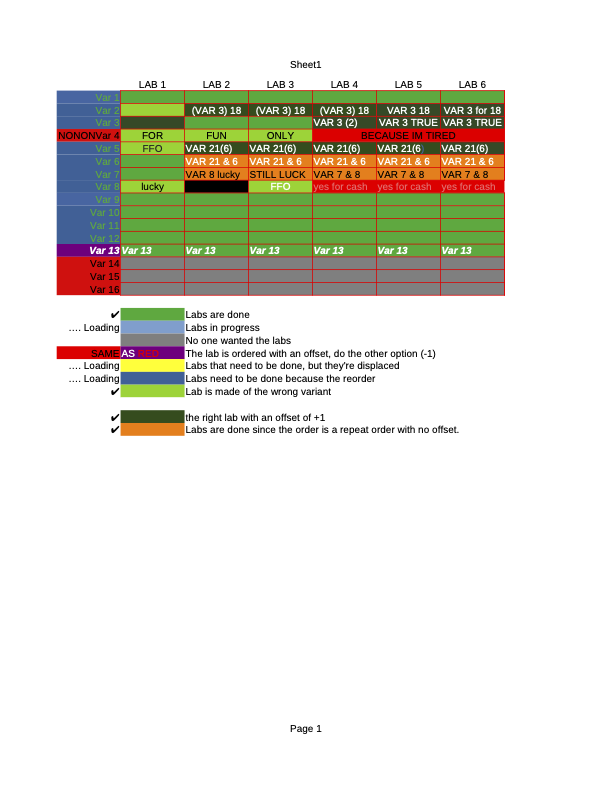 Sheet1
LAB 1 LAB 2 LAB 3 LAB 4 LAB 5 LAB 6
Var 1
Var 2 (VAR 3) 18 (VAR 3) 18 (VAR 3) 18 VAR 3 18 VAR 3 for 18
Var 3 VAR 3 (2) VAR 3 TRUE VAR 3 TRUE
NONONVar 4 FOR FUN ONLY BECAUSE IM TIRED
Var 5 FFO VAR 21(6) VAR 21(6) VAR 21(6) VAR 21(6) VAR 21(6)
Var 6 VAR 21 & 6 VAR 21 & 6 VAR 21 & 6 VAR 21 & 6 VAR 21 & 6
Var 7 VAR 8 lucky STILL LUCK VAR 7 & 8 VAR 7 & 8 VAR 7 & 8
Var 8 lucky FFO yes for cash yes for cash yes for cash
Var 9
Var 10
Var 11
Var 12
Var 13 Var 13 Var 13 Var 13 Var 13 Var 13 Var 13
Var 14
Var 15
Var 16
✔ Labs are done
.... Loading Labs in progress
No one wanted the labs
SAME AS The lab is ordered with an offset, do the other option (-1)
.... Loading Labs that need to be done, but they're displaced
.... Loading Labs need to be done because the reorder
✔ Lab is made of the wrong variant
✔ the right lab with an offset of +1
✔ Labs are done since the order is a repeat order with no offset.
Page 1